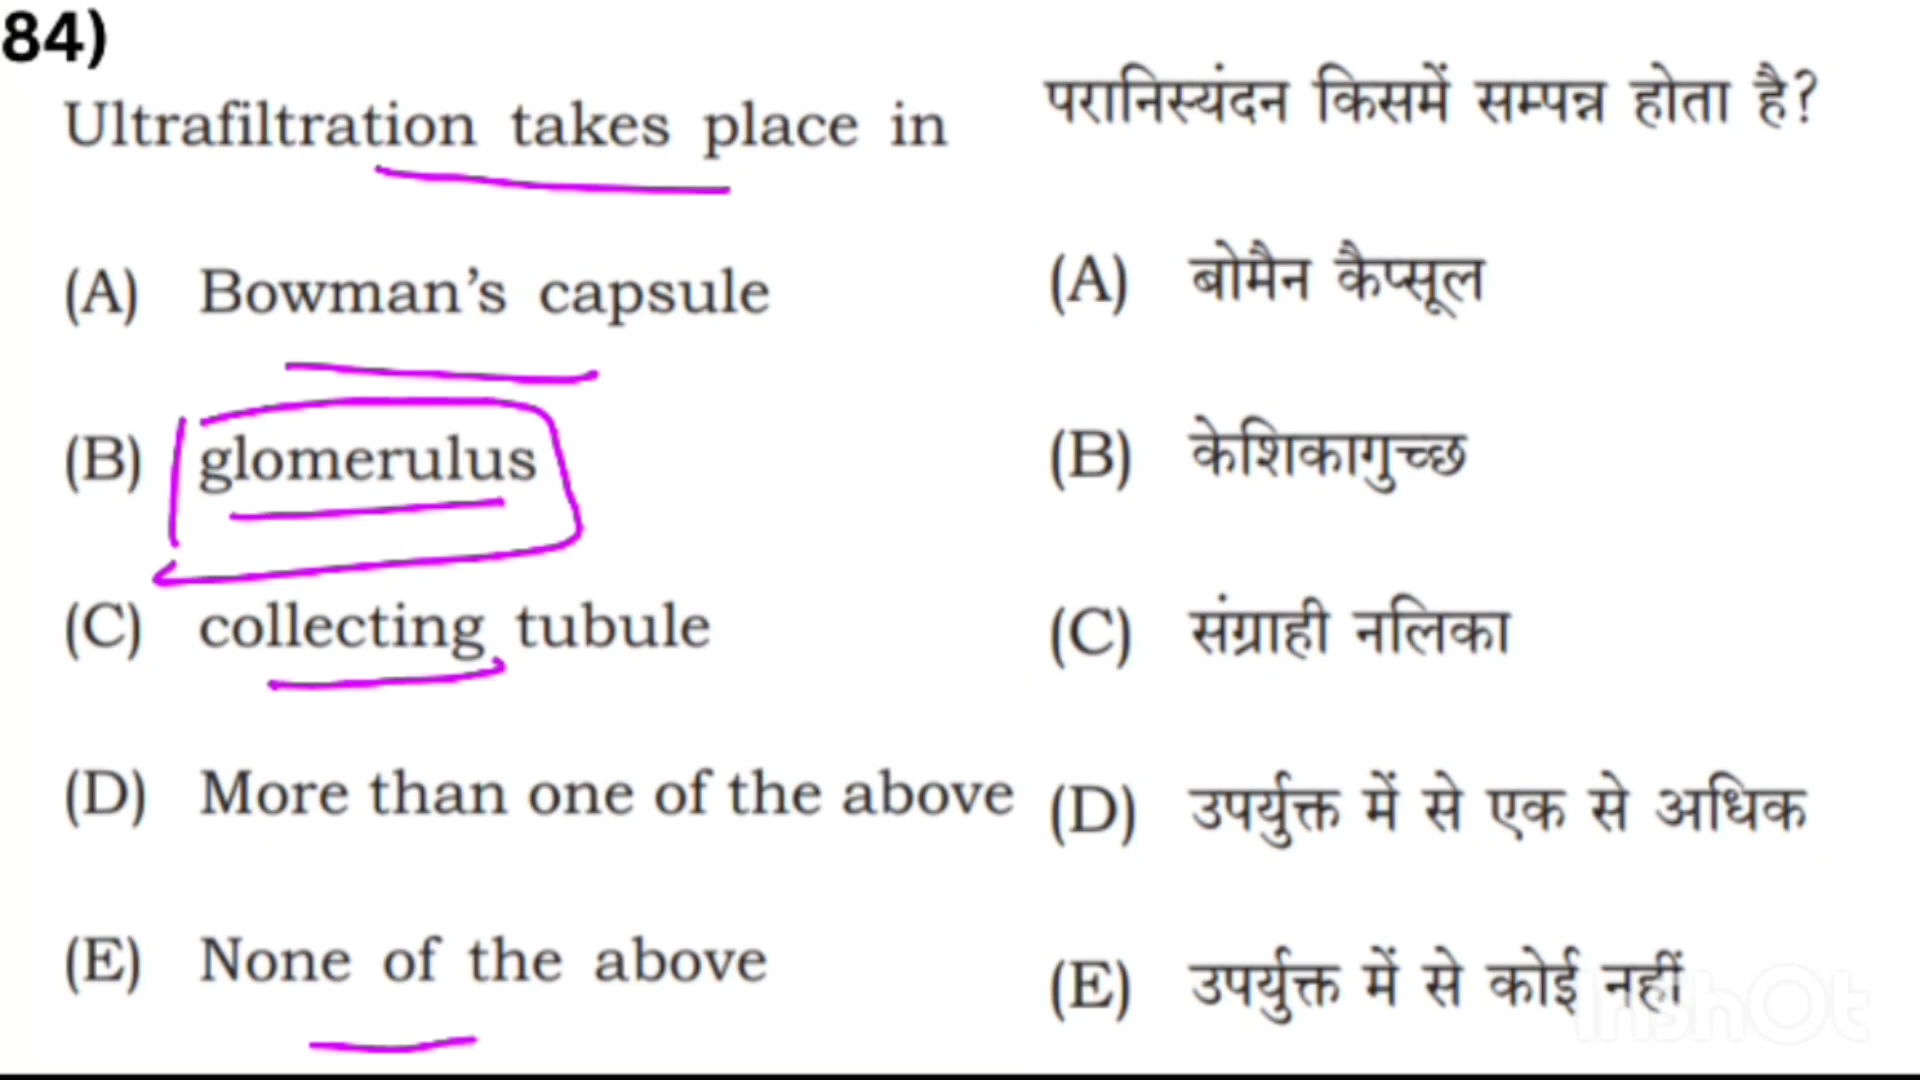 84)
Ultrafiltration takes place in
(A) Bowman’s capsule
(B) glomerulus
(C) collecting tubule
(D) More than one of the above
(E) None of the above
परानिस्यंदन किसमें सम्पन्न होता है?
(A) बोमैन कैप्सूल
(B) केशिकागुच्छ
(C) संग्राही नलिका
(D) उपर्युक्त में से एक से अधिक
(E) उपर्युक्त में से कोई नहीं
InShOt